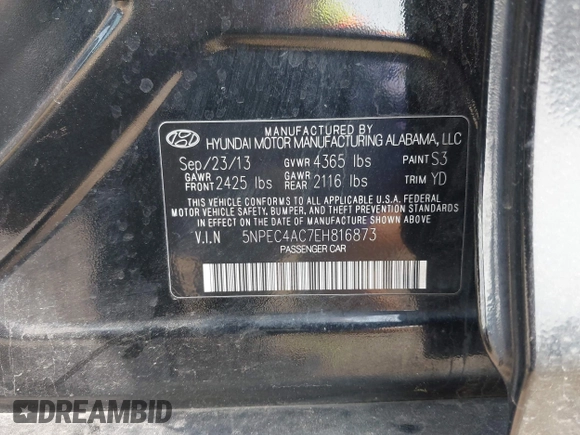 MANUFACTURED BY
HYUNDAI MOTOR MANUFACTURING ALABAMA, LLC
Sep/23/13 GVWR 4365 lbs PAINT S3
GAWR FRONT 2425 lbs GAWR REAR 2116 lbs TRIM YD
THIS VEHICLE CONFORMS TO ALL APPLICABLE U.S.A. FEDERAL
MOTOR VEHICLE SAFETY, BUMPER, AND THEFT PREVENTION
STANDARDS IN EFFECT ON THE DATE OF MANUFACTURE SHOWN ABOVE.
V.I.N 5NPEC4AC7EH816873
PASSENGER CAR
DREAMBID